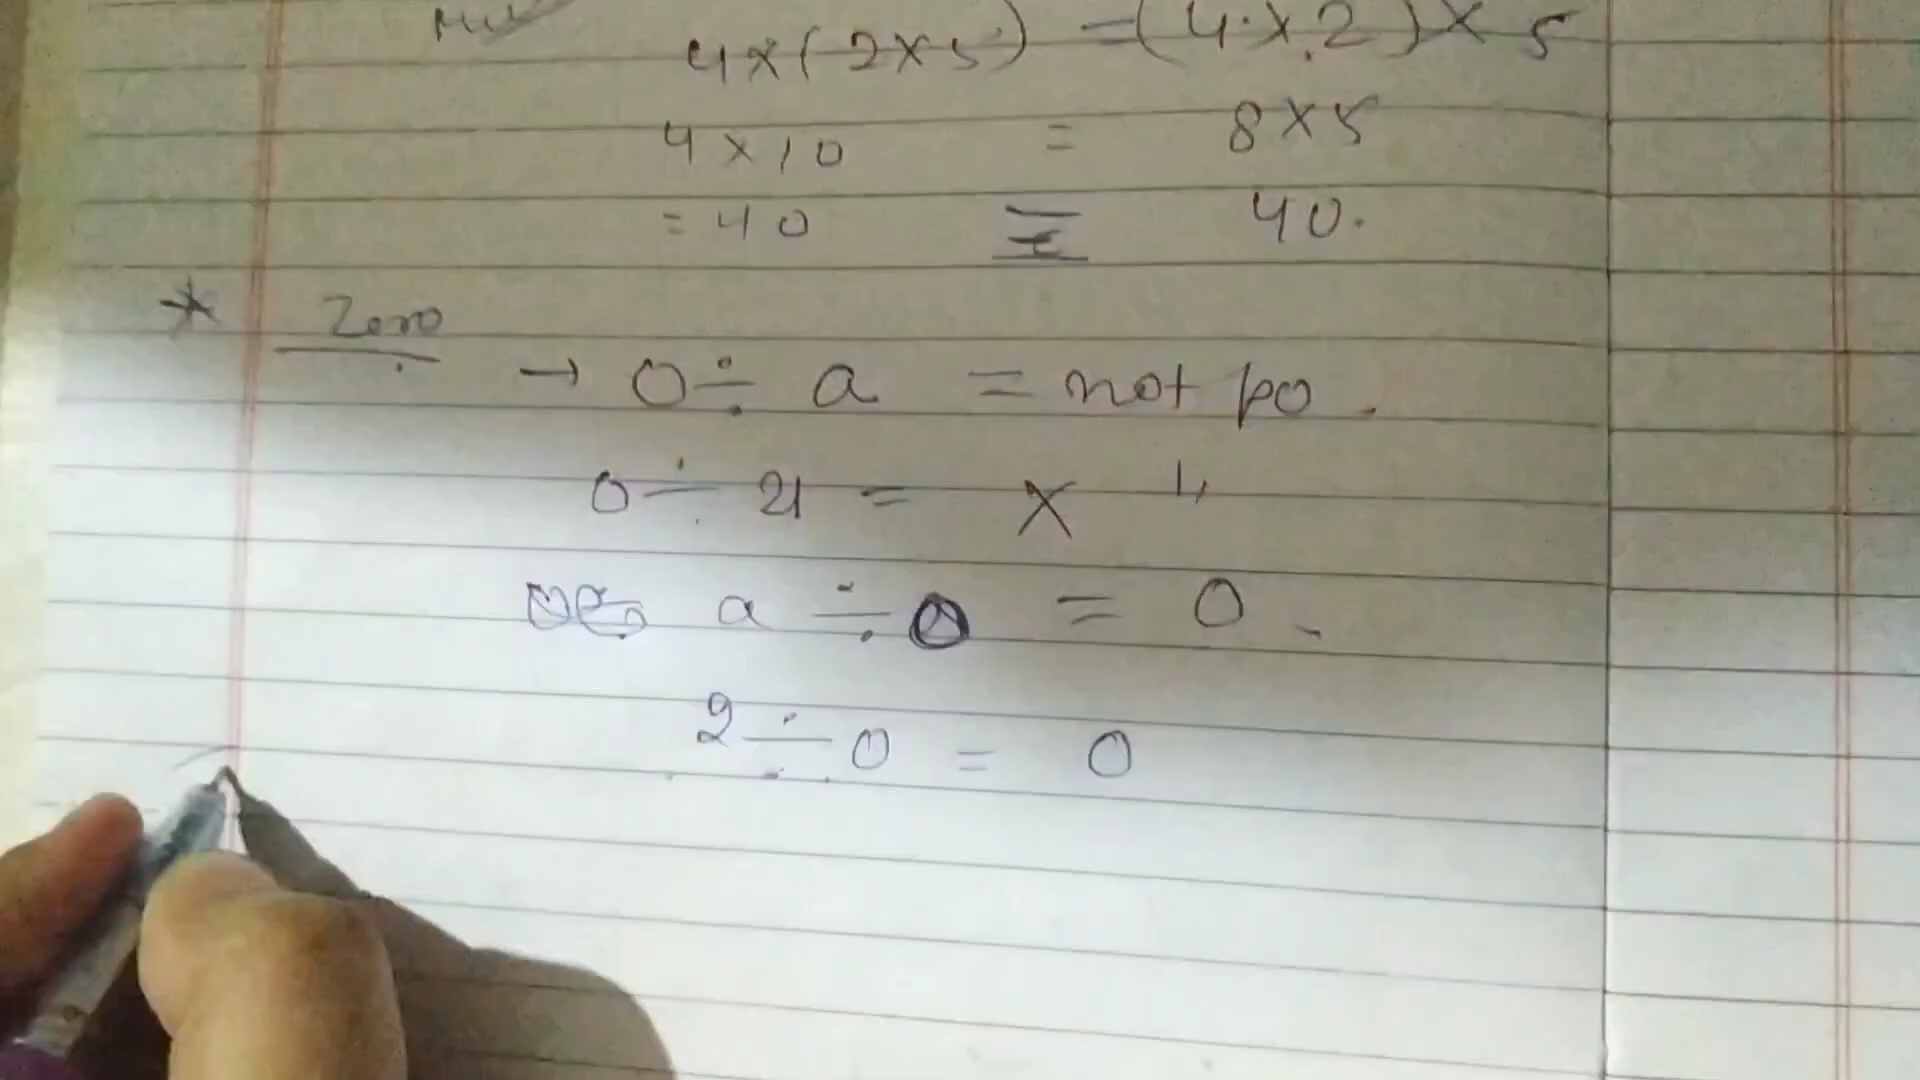 4×(2×5) = (4×2)×5
4×10 = 8×5
= 40 = 40.
* Zero
→ 0÷a = not po.
0÷21 = × "
a÷0 = 0.
2÷0 = 0